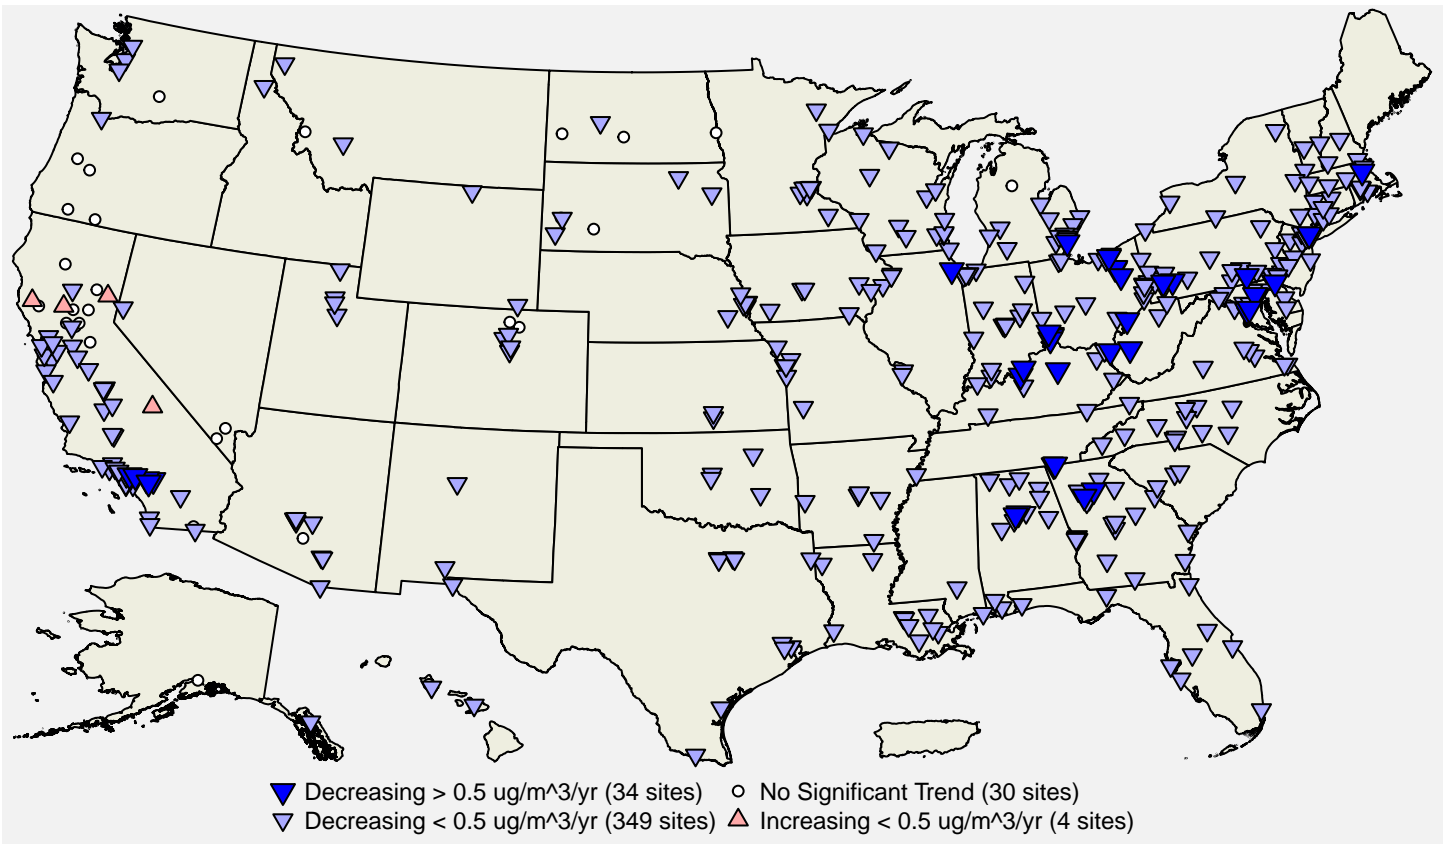 Decreasing > 0.5 ug/m^3/yr (34 sites)
No Significant Trend (30 sites)
Decreasing < 0.5 ug/m^3/yr (349 sites)
Increasing < 0.5 ug/m^3/yr (4 sites)